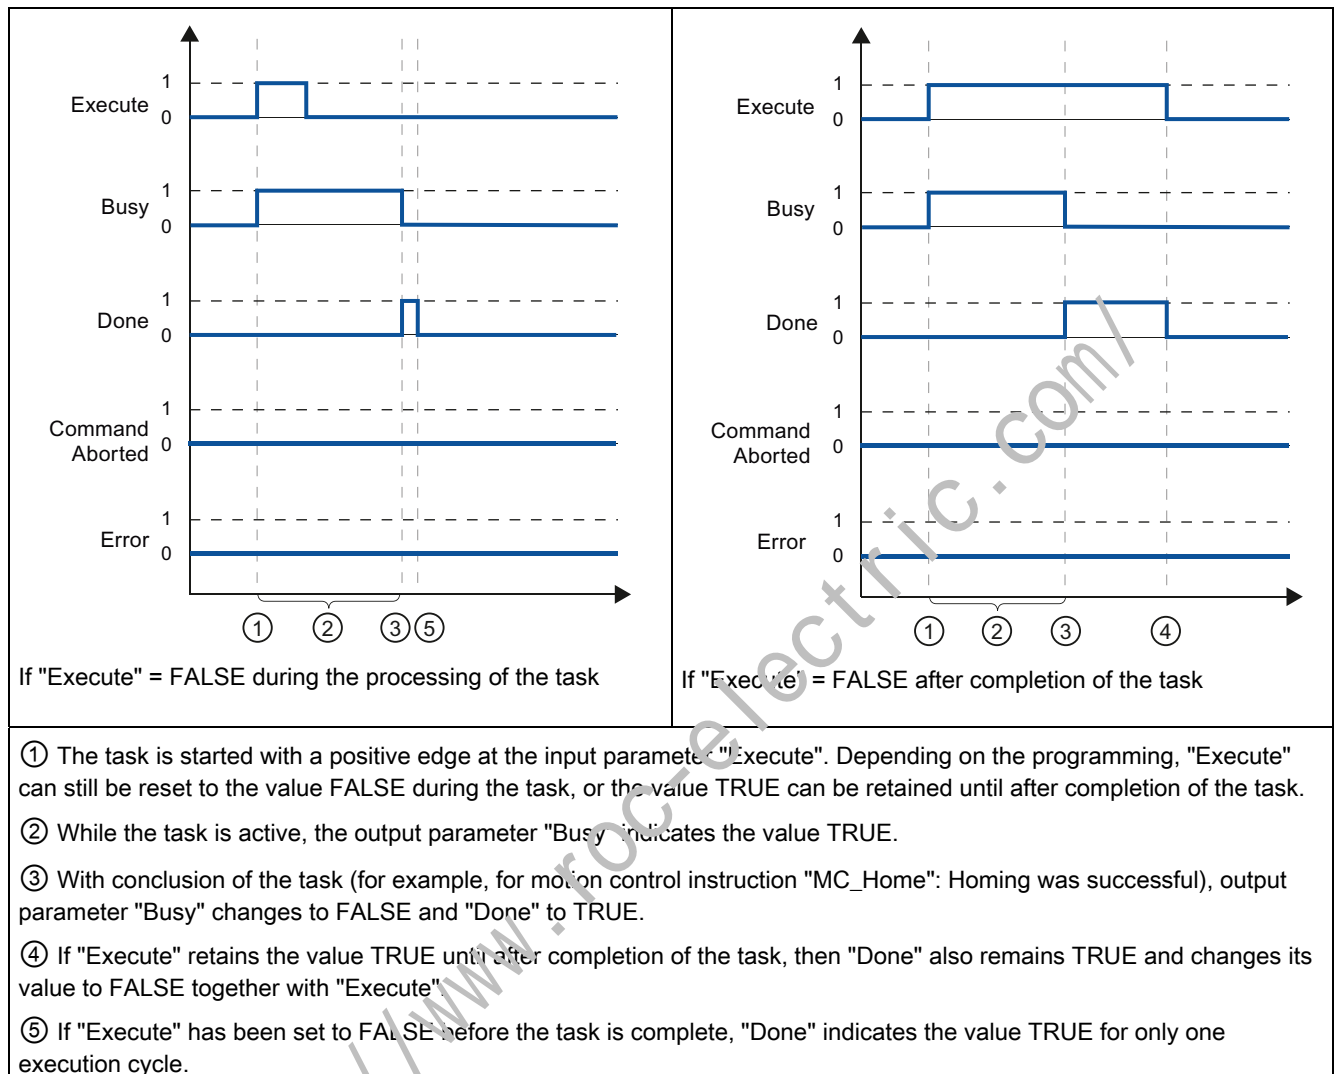 1
Execute
0
1
Busy
0
1
Done
0
1
Command
Aborted
0
1
Error
0
① ② ③ ⑤
If "Execute" = FALSE during the processing of the task
1
Execute
0
1
Busy
0
1
Done
0
1
Command
Aborted
0
1
Error
0
① ② ③ ④
If "Execute" = FALSE after completion of the task
① The task is started with a positive edge at the input parameter "Execute". Depending on the programming, "Execute"
can still be reset to the value FALSE during the task, or the value TRUE can be retained until after completion of the task.
② While the task is active, the output parameter "Busy" indicates the value TRUE.
③ With conclusion of the task (for example, for motion control instruction "MC_Home": Homing was successful), output
parameter "Busy" changes to FALSE and "Done" to TRUE.
④ If "Execute" retains the value TRUE until after completion of the task, then "Done" also remains TRUE and changes its
value to FALSE together with "Execute".
⑤ If "Execute" has been set to FALSE before the task is complete, "Done" indicates the value TRUE for only one
execution cycle.
//www.roc-electric.com/